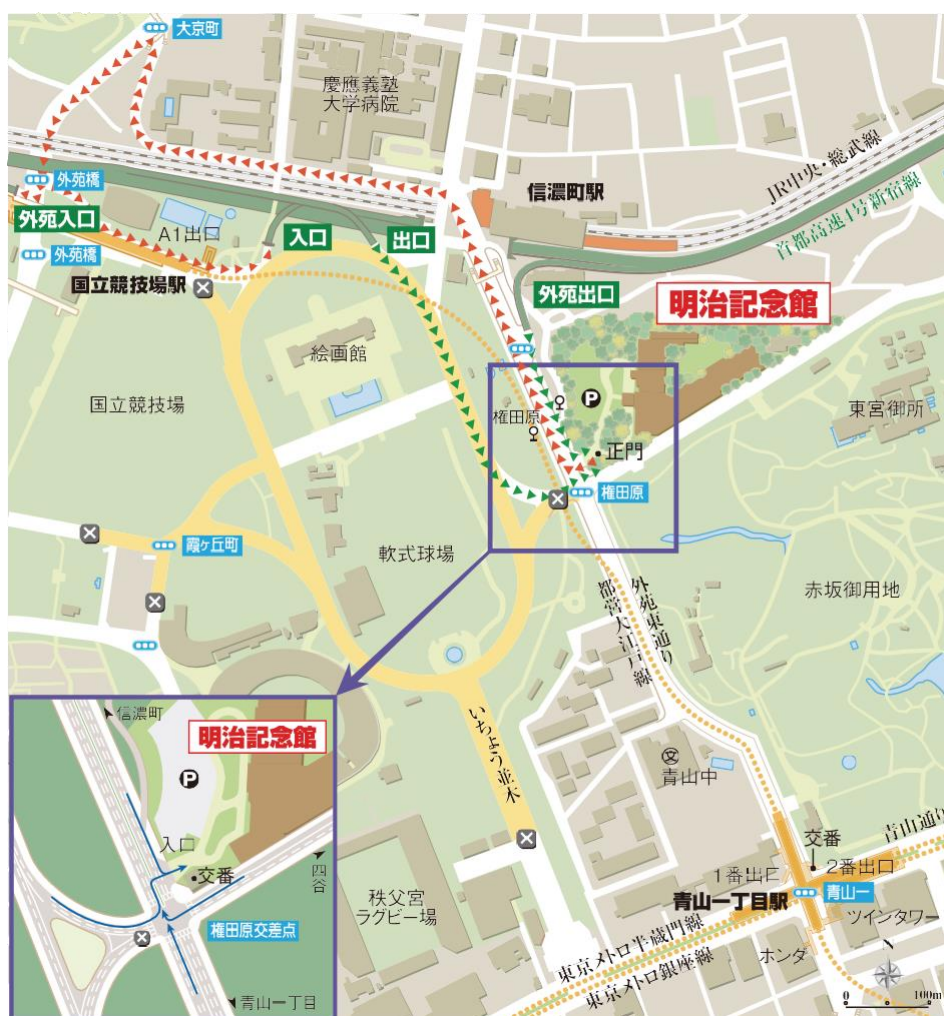 大京町
慶應義塾
大学病院
外苑橋
信濃町駅
JR中央・総武線
首都高速4号新宿線
外苑入口
A1出口
入口
出口
外苑橋
国立競技場駅
外苑出口
明治記念館
絵画館
国立競技場
権田原
P
東宮御所
正門
権田原
霞ヶ丘町
軟式球場
赤坂御用地
外苑東通り
都営大江戸線
いちょう並木
文
青山中
信濃町
明治記念館
P
入口
交番
四谷
権田原交差点
青山一丁目
秩父宮
ラグビー場
交番
青山通り
1番出口
2番出口
青山一丁目駅
青山一
ツインタワー
東京メトロ半蔵門線
東京メトロ銀座線
ホンダ
0 100m